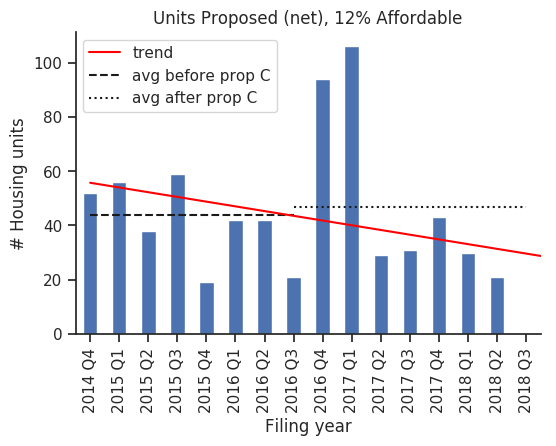 Units Proposed (net), 12% Affordable
trend
avg before prop C
avg after prop C
# Housing units
100
80
60
40
20
0
2014 Q4
2015 Q1
2015 Q2
2015 Q3
2015 Q4
2016 Q1
2016 Q2
2016 Q3
2016 Q4
2017 Q1
2017 Q2
2017 Q3
2017 Q4
2018 Q1
2018 Q2
2018 Q3
Filing year